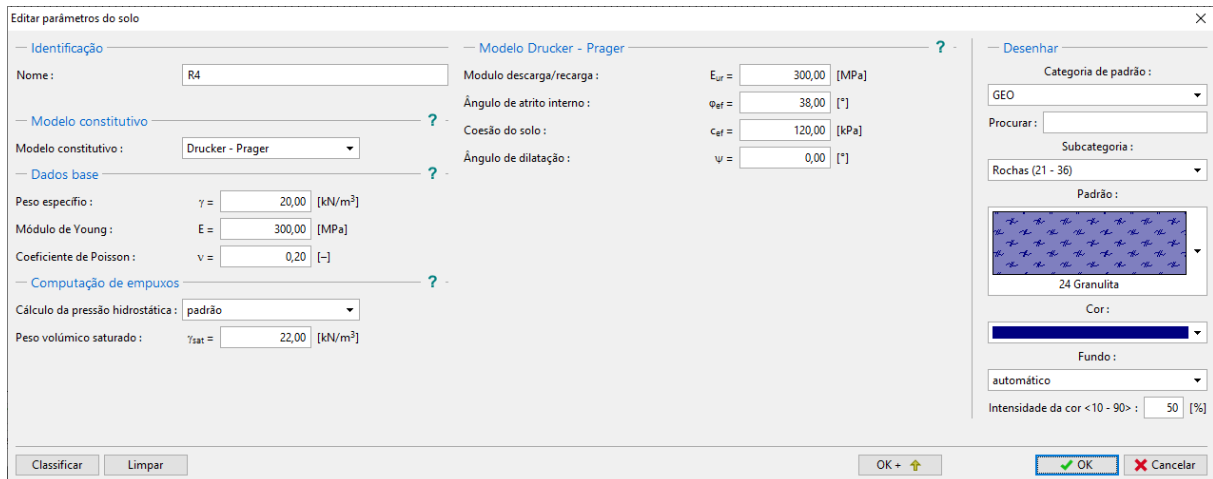 Editar parâmetros do solo
Identificação
Nome : R4
Modelo constitutivo ?
Modelo constitutivo : Drucker - Prager
Dados base ?
Peso específio : γ = 20,00 [kN/m³]
Módulo de Young : E = 300,00 [MPa]
Coeficiente de Poisson : ν = 0,20 [–]
Computação de empuxos ?
Cálculo da pressão hidrostática : padrão
Peso volúmico saturado : γsat = 22,00 [kN/m³]
Modelo Drucker - Prager ?
Modulo descarga/recarga : Eur = 300,00 [MPa]
Ângulo de atrito interno : φef = 38,00 [°]
Coesão do solo : cef = 120,00 [kPa]
Ângulo de dilatação : ψ = 0,00 [°]
Desenhar
Categoria de padrão :
GEO
Procurar :
Subcategoria :
Rochas (21 - 36)
Padrão :
24 Granulita
Cor :
Fundo :
automático
Intensidade da cor <10 - 90> : 50 [%]
Classificar Limpar OK + OK Cancelar